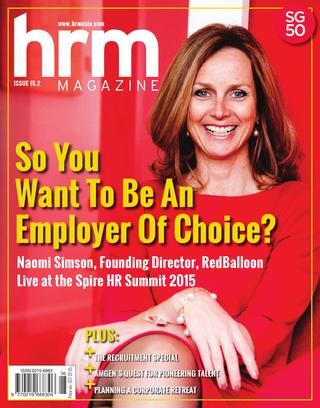 www.hrmasia.com
hrm
ISSUE 15.2
MAGAZINE
SG
50
So You
Want To Be An
Employer Of Choice?
Naomi Simson, Founding Director, RedBalloon
Live at the Spire HR Summit 2015
PLUS:
+ THE RECRUITMENT SPECIAL
+ AMGEN'S QUEST FOR PIONEERING TALENT
+ PLANNING A CORPORATE RETREAT
ISSN 0219-6883